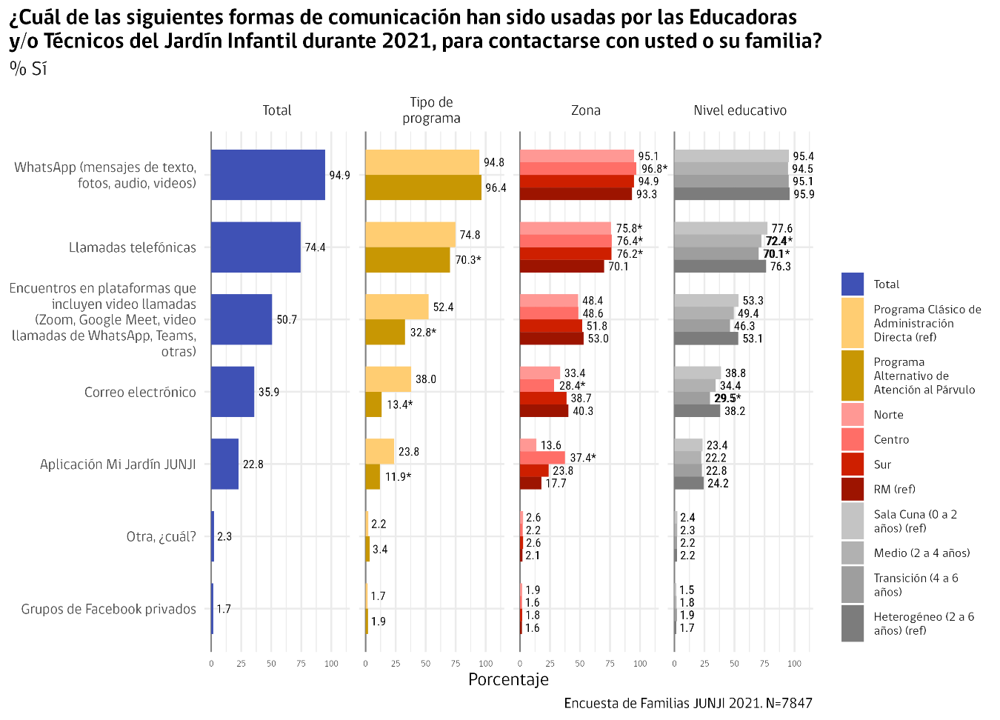 ¿Cuál de las siguientes formas de comunicación han sido usadas por las Educadoras
y/o Técnicos del Jardín Infantil durante 2021, para contactarse con usted o su familia?
% Sí
Total
Tipo de
programa
Zona
Nivel educativo
WhatsApp (mensajes de texto,
fotos, audio, videos)
94.9
94.8
96.4
95.1
96.8*
94.9
93.3
95.4
94.5
95.1
95.9
Llamadas telefónicas
74.4
74.8
70.3*
75.8*
76.4*
76.2*
70.1
77.6
72.4*
70.1*
76.3
Encuentros en plataformas que
incluyen video llamadas
(Zoom, Google Meet, video
llamadas de WhatsApp, Teams,
otras)
50.7
52.4
32.8*
48.4
48.6
51.8
53.0
53.3
49.4
46.3
53.1
Correo electrónico
35.9
38.0
13.4*
33.4
28.4*
38.7
40.3
38.8
34.4
29.5*
38.2
Aplicación Mi Jardín JUNJI
22.8
23.8
11.9*
13.6
37.4*
23.8
17.7
23.4
22.2
22.8
24.2
Otra, ¿cuál?
2.3
2.2
3.4
2.6
2.2
2.6
2.1
2.4
2.3
2.2
2.2
Grupos de Facebook privados
1.7
1.7
1.9
1.9
1.6
1.8
1.6
1.5
1.8
1.9
1.7
0 25 50 75 100
0 25 50 75 100
0 25 50 75 100
0 25 50 75 100
Porcentaje
Encuesta de Familias JUNJI 2021. N=7847
Total
Programa Clásico de
Administración
Directa (ref)
Programa
Alternativo de
Atención al Párvulo
Norte
Centro
Sur
RM (ref)
Sala Cuna (0 a 2
años) (ref)
Medio (2 a 4 años)
Transición (4 a 6
años)
Heterogéneo (2 a 6
años) (ref)